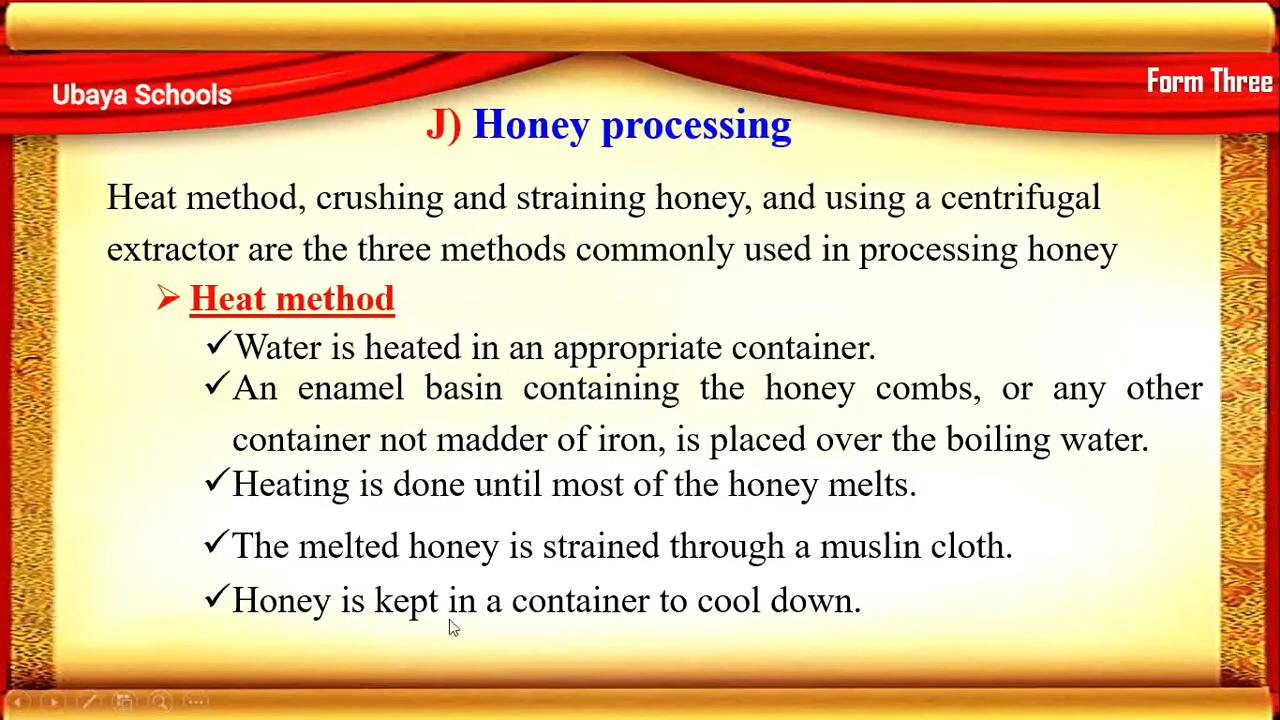 Ubaya Schools
Form Three
J) Honey processing
Heat method, crushing and straining honey, and using a centrifugal
extractor are the three methods commonly used in processing honey
➢ Heat method
✓Water is heated in an appropriate container.
✓An enamel basin containing the honey combs, or any other
container not madder of iron, is placed over the boiling water.
✓Heating is done until most of the honey melts.
✓The melted honey is strained through a muslin cloth.
✓Honey is kept in a container to cool down.